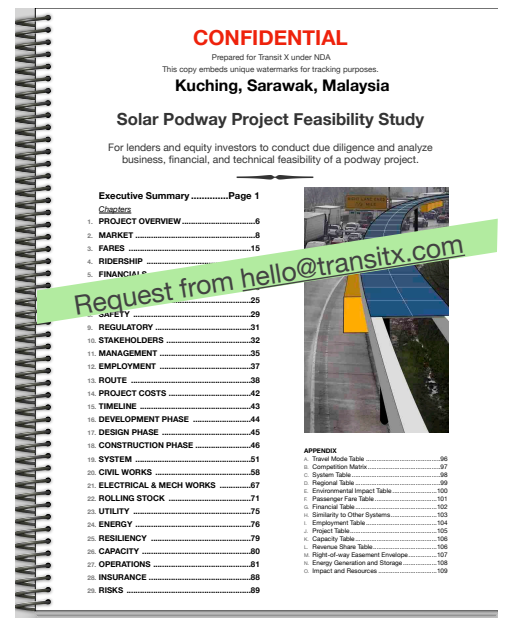 CONFIDENTIAL
Prepared for Transit X under NDA
This copy embeds unique watermarks for tracking purposes.
Kuching, Sarawak, Malaysia
Solar Podway Project Feasibility Study
For lenders and equity investors to conduct due diligence and analyze
business, financial, and technical feasibility of a podway project.
Executive Summary ..............Page 1
Chapters
1. PROJECT OVERVIEW ...................................6
2. MARKET ...................................8
3. FARES ...................................15
4. RIDERSHIP
5. FINANCIALS
Request from hello@transitx.com
25
8. SAFETY ...................................29
9. REGULATORY ...................................31
10. STAKEHOLDERS ...................................32
11. MANAGEMENT ...................................35
12. EMPLOYMENT ...................................37
13. ROUTE ...................................38
14. PROJECT COSTS ...................................42
15. TIMELINE ...................................43
16. DEVELOPMENT PHASE ...................................44
17. DESIGN PHASE ...................................45
18. CONSTRUCTION PHASE ...................................46
19. SYSTEM ...................................51
20. CIVIL WORKS ...................................58
21. ELECTRICAL & MECH WORKS ............67
22. ROLLING STOCK ...................................71
23. UTILITY ...................................75
24. ENERGY ...................................76
25. RESILIENCY ...................................79
26. CAPACITY ...................................80
27. OPERATIONS ...................................81
28. INSURANCE ...................................88
29. RISKS ...................................89
APPENDIX
A. Travel Mode Table ...................................96
B. Competition Matrix ...................................97
C. System Table ...................................98
D. Regional Table ...................................99
E. Environmental Impact Table ...................100
F. Passenger Fare Table ...................................101
G. Financial Table ...................................102
H. Similarity to Other Systems ...................103
I. Employment Table ...................................104
J. Project Table ...................................105
K. Capacity Table ...................................106
L. Revenue Share Table ...................................106
M. Right-of-way Easement Envelope ............107
N. Energy Generation and Storage ...............108
O. Impact and Resources ...................................109